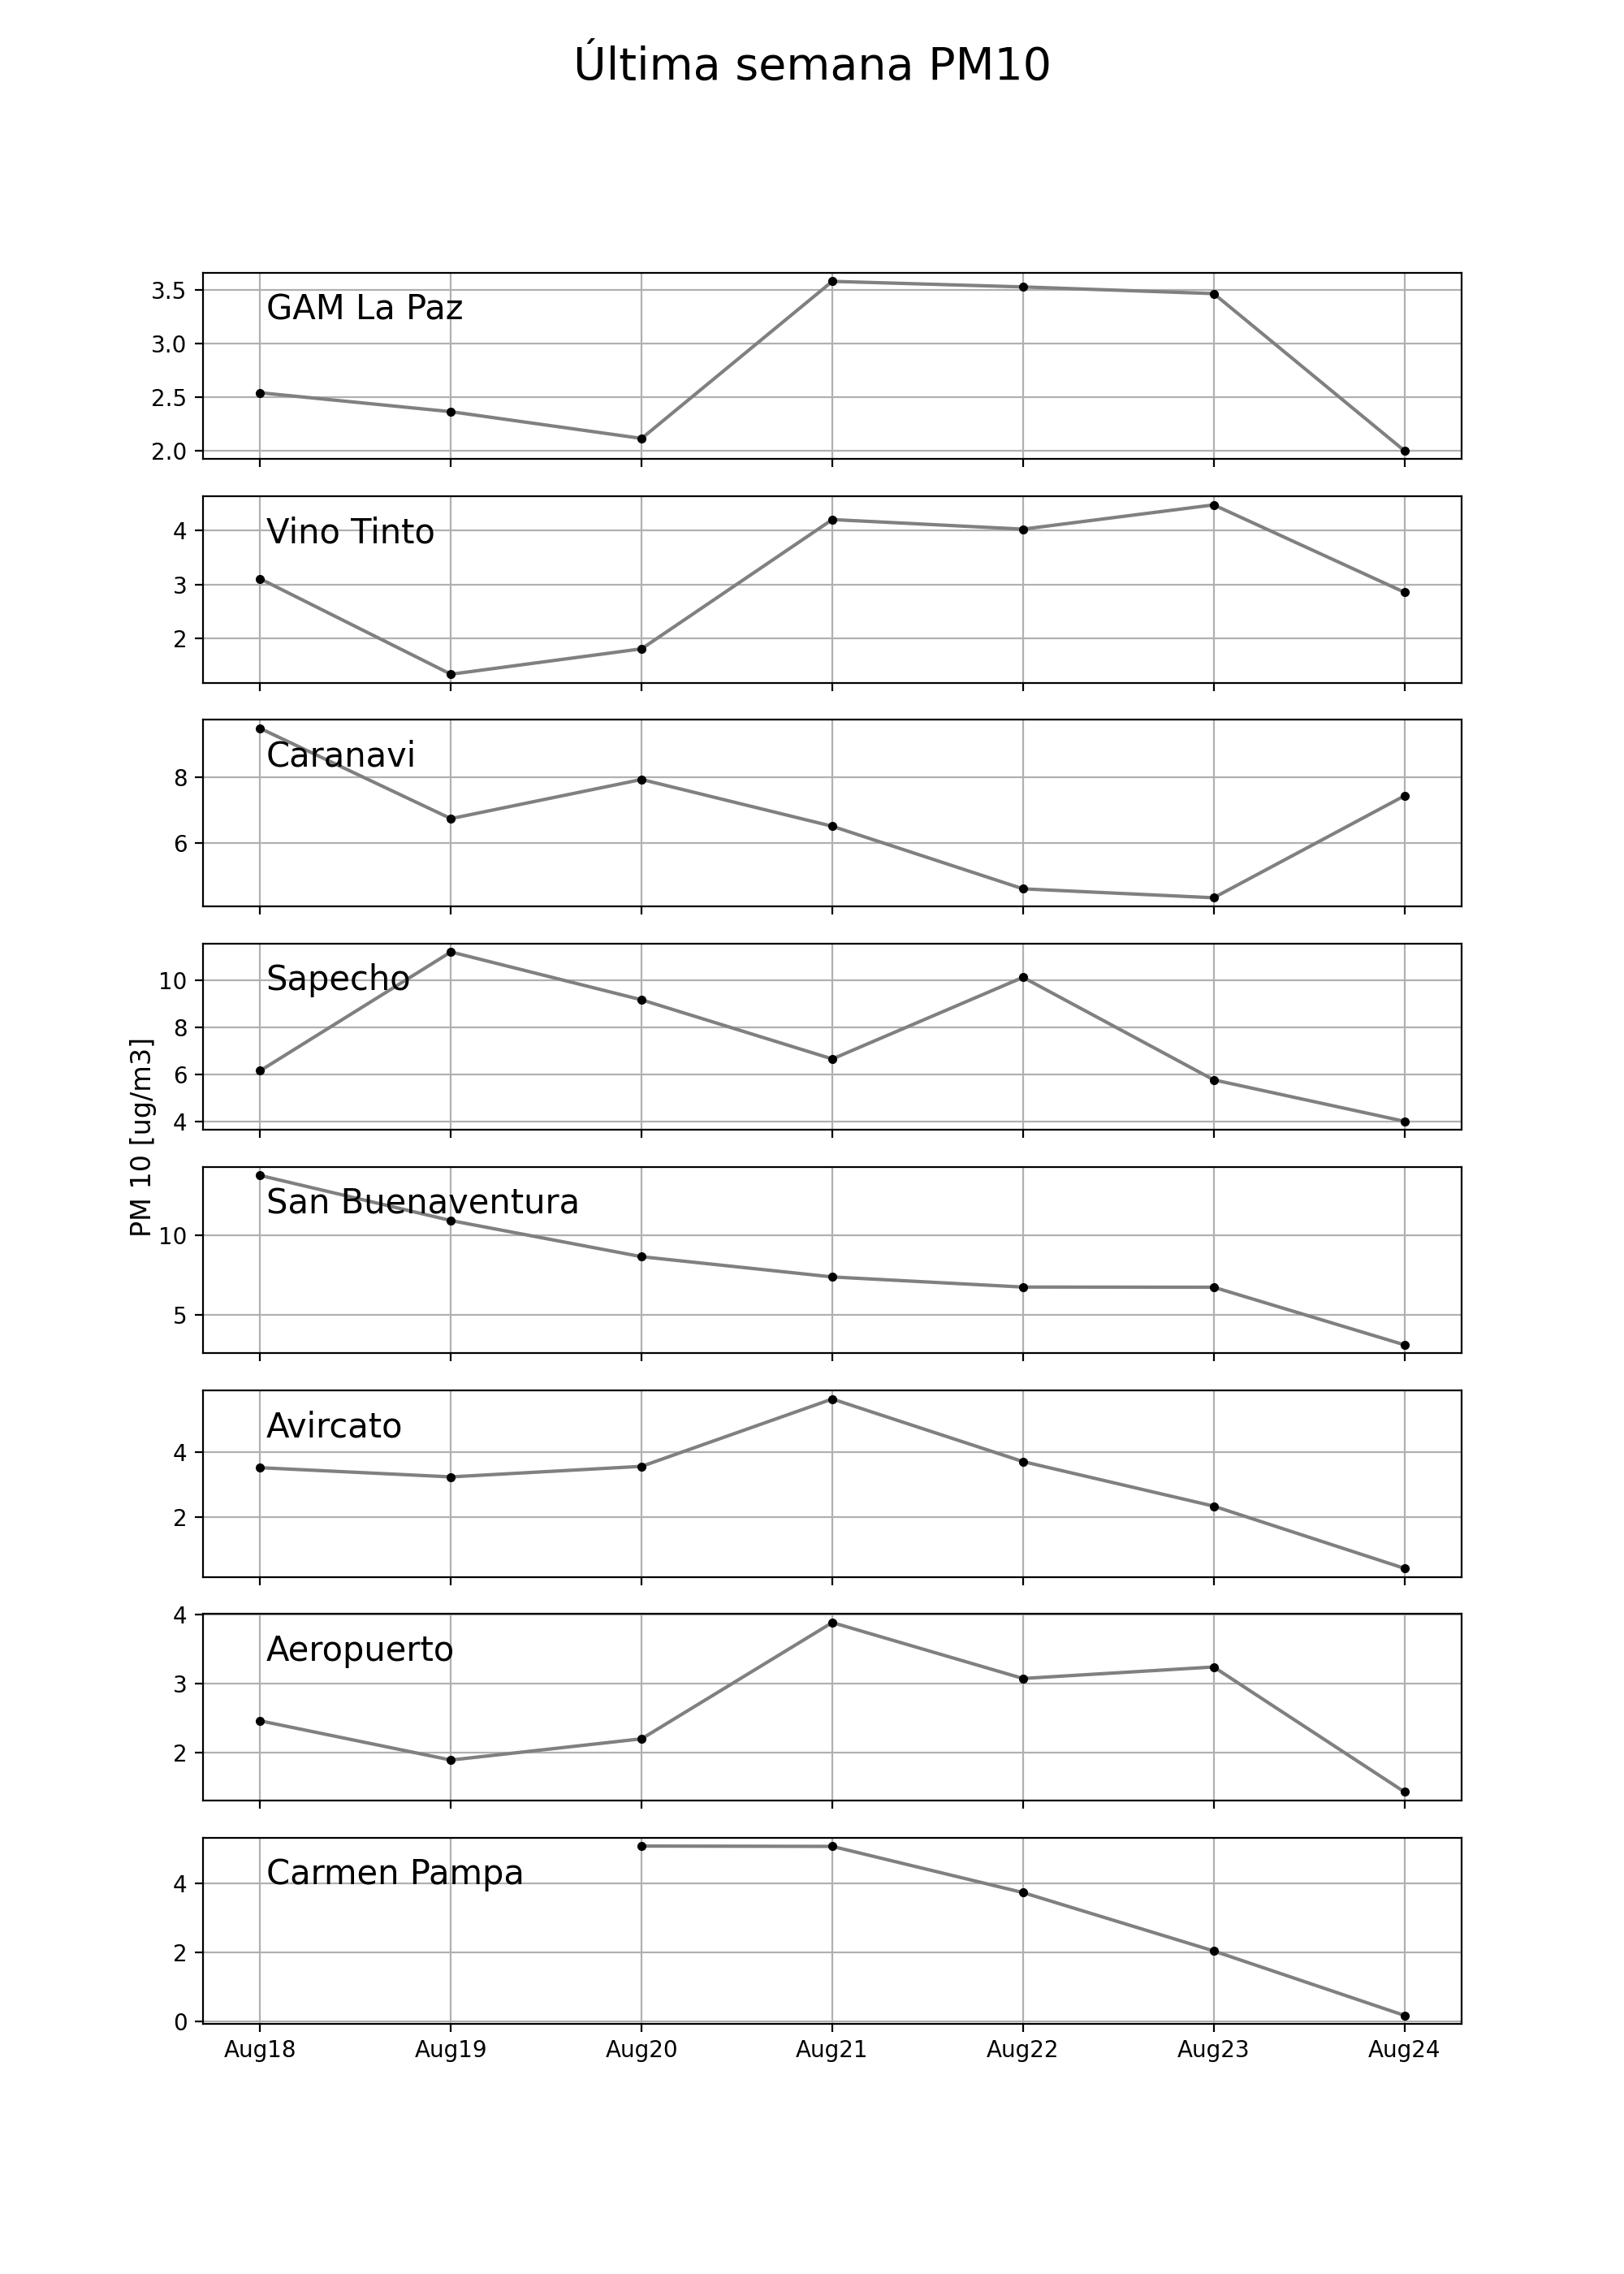 Última semana PM10
GAM La Paz
3.5
3.0
2.5
2.0
Vino Tinto
4
3
2
Caranavi
8
6
Sapecho
10
8
6
4
PM 10 [ug/m3]
San Buenaventura
10
5
Avircato
4
2
Aeropuerto
4
3
2
Carmen Pampa
4
2
0
Aug18 Aug19 Aug20 Aug21 Aug22 Aug23 Aug24